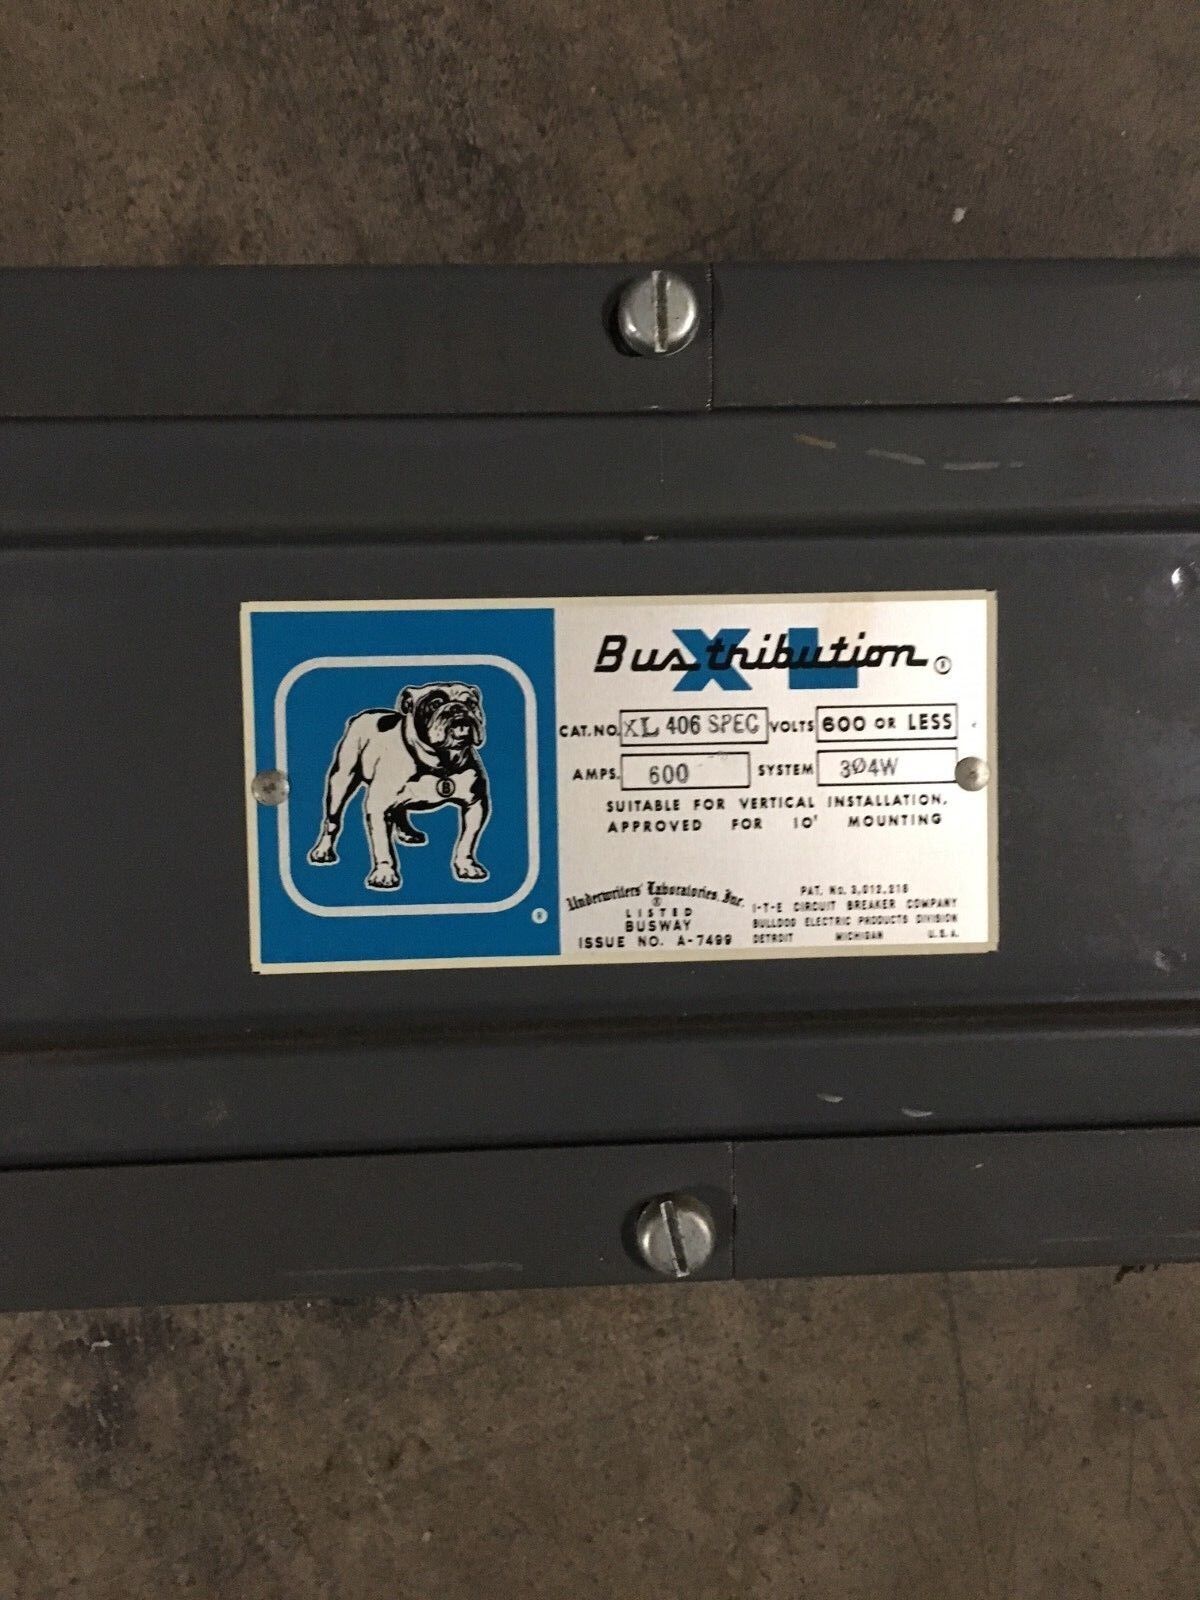 XL
Bustribution ®
CAT. NO. XL 406 SPEC VOLTS 600 OR LESS
AMPS. 600 SYSTEM 3Ø4W
SUITABLE FOR VERTICAL INSTALLATION.
APPROVED FOR 10' MOUNTING
B
®
Underwriters' Laboratories, Inc.
®
LISTED
BUSWAY
ISSUE NO. A-7499
PAT. No. 3,012,218
I-T-E CIRCUIT BREAKER COMPANY
BULLDOG ELECTRIC PRODUCTS DIVISION
DETROIT MICHIGAN U.S.A.